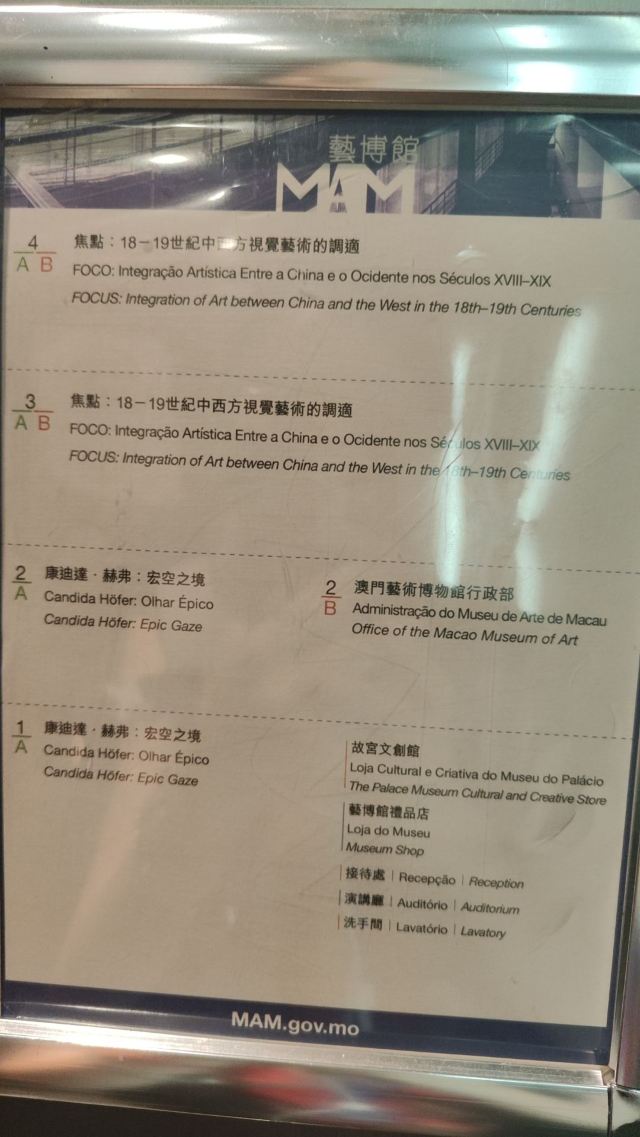 藝博館
MAM
4
A B
焦點：18－19世紀中西方視覺藝術的調適
FOCO: Integração Artística Entre a China e o Ocidente nos Séculos XVIII–XIX
FOCUS: Integration of Art between China and the West in the 18th–19th Centuries
3
A B
焦點：18－19世紀中西方視覺藝術的調適
FOCO: Integração Artística Entre a China e o Ocidente nos Séculos XVIII–XIX
FOCUS: Integration of Art between China and the West in the 18th–19th Centuries
2
A
康迪達·赫弗：宏空之境
Candida Höfer: Olhar Épico
Candida Höfer: Epic Gaze
2
B
澳門藝術博物館行政部
Administração do Museu de Arte de Macau
Office of the Macao Museum of Art
1
A
康迪達·赫弗：宏空之境
Candida Höfer: Olhar Épico
Candida Höfer: Epic Gaze
故宮文創館
Loja Cultural e Criativa do Museu do Palácio
The Palace Museum Cultural and Creative Store
藝博館禮品店
Loja do Museu
Museum Shop
接待處 | Recepção | Reception
演講廳 | Auditório | Auditorium
洗手間 | Lavatório | Lavatory
MAM.gov.mo